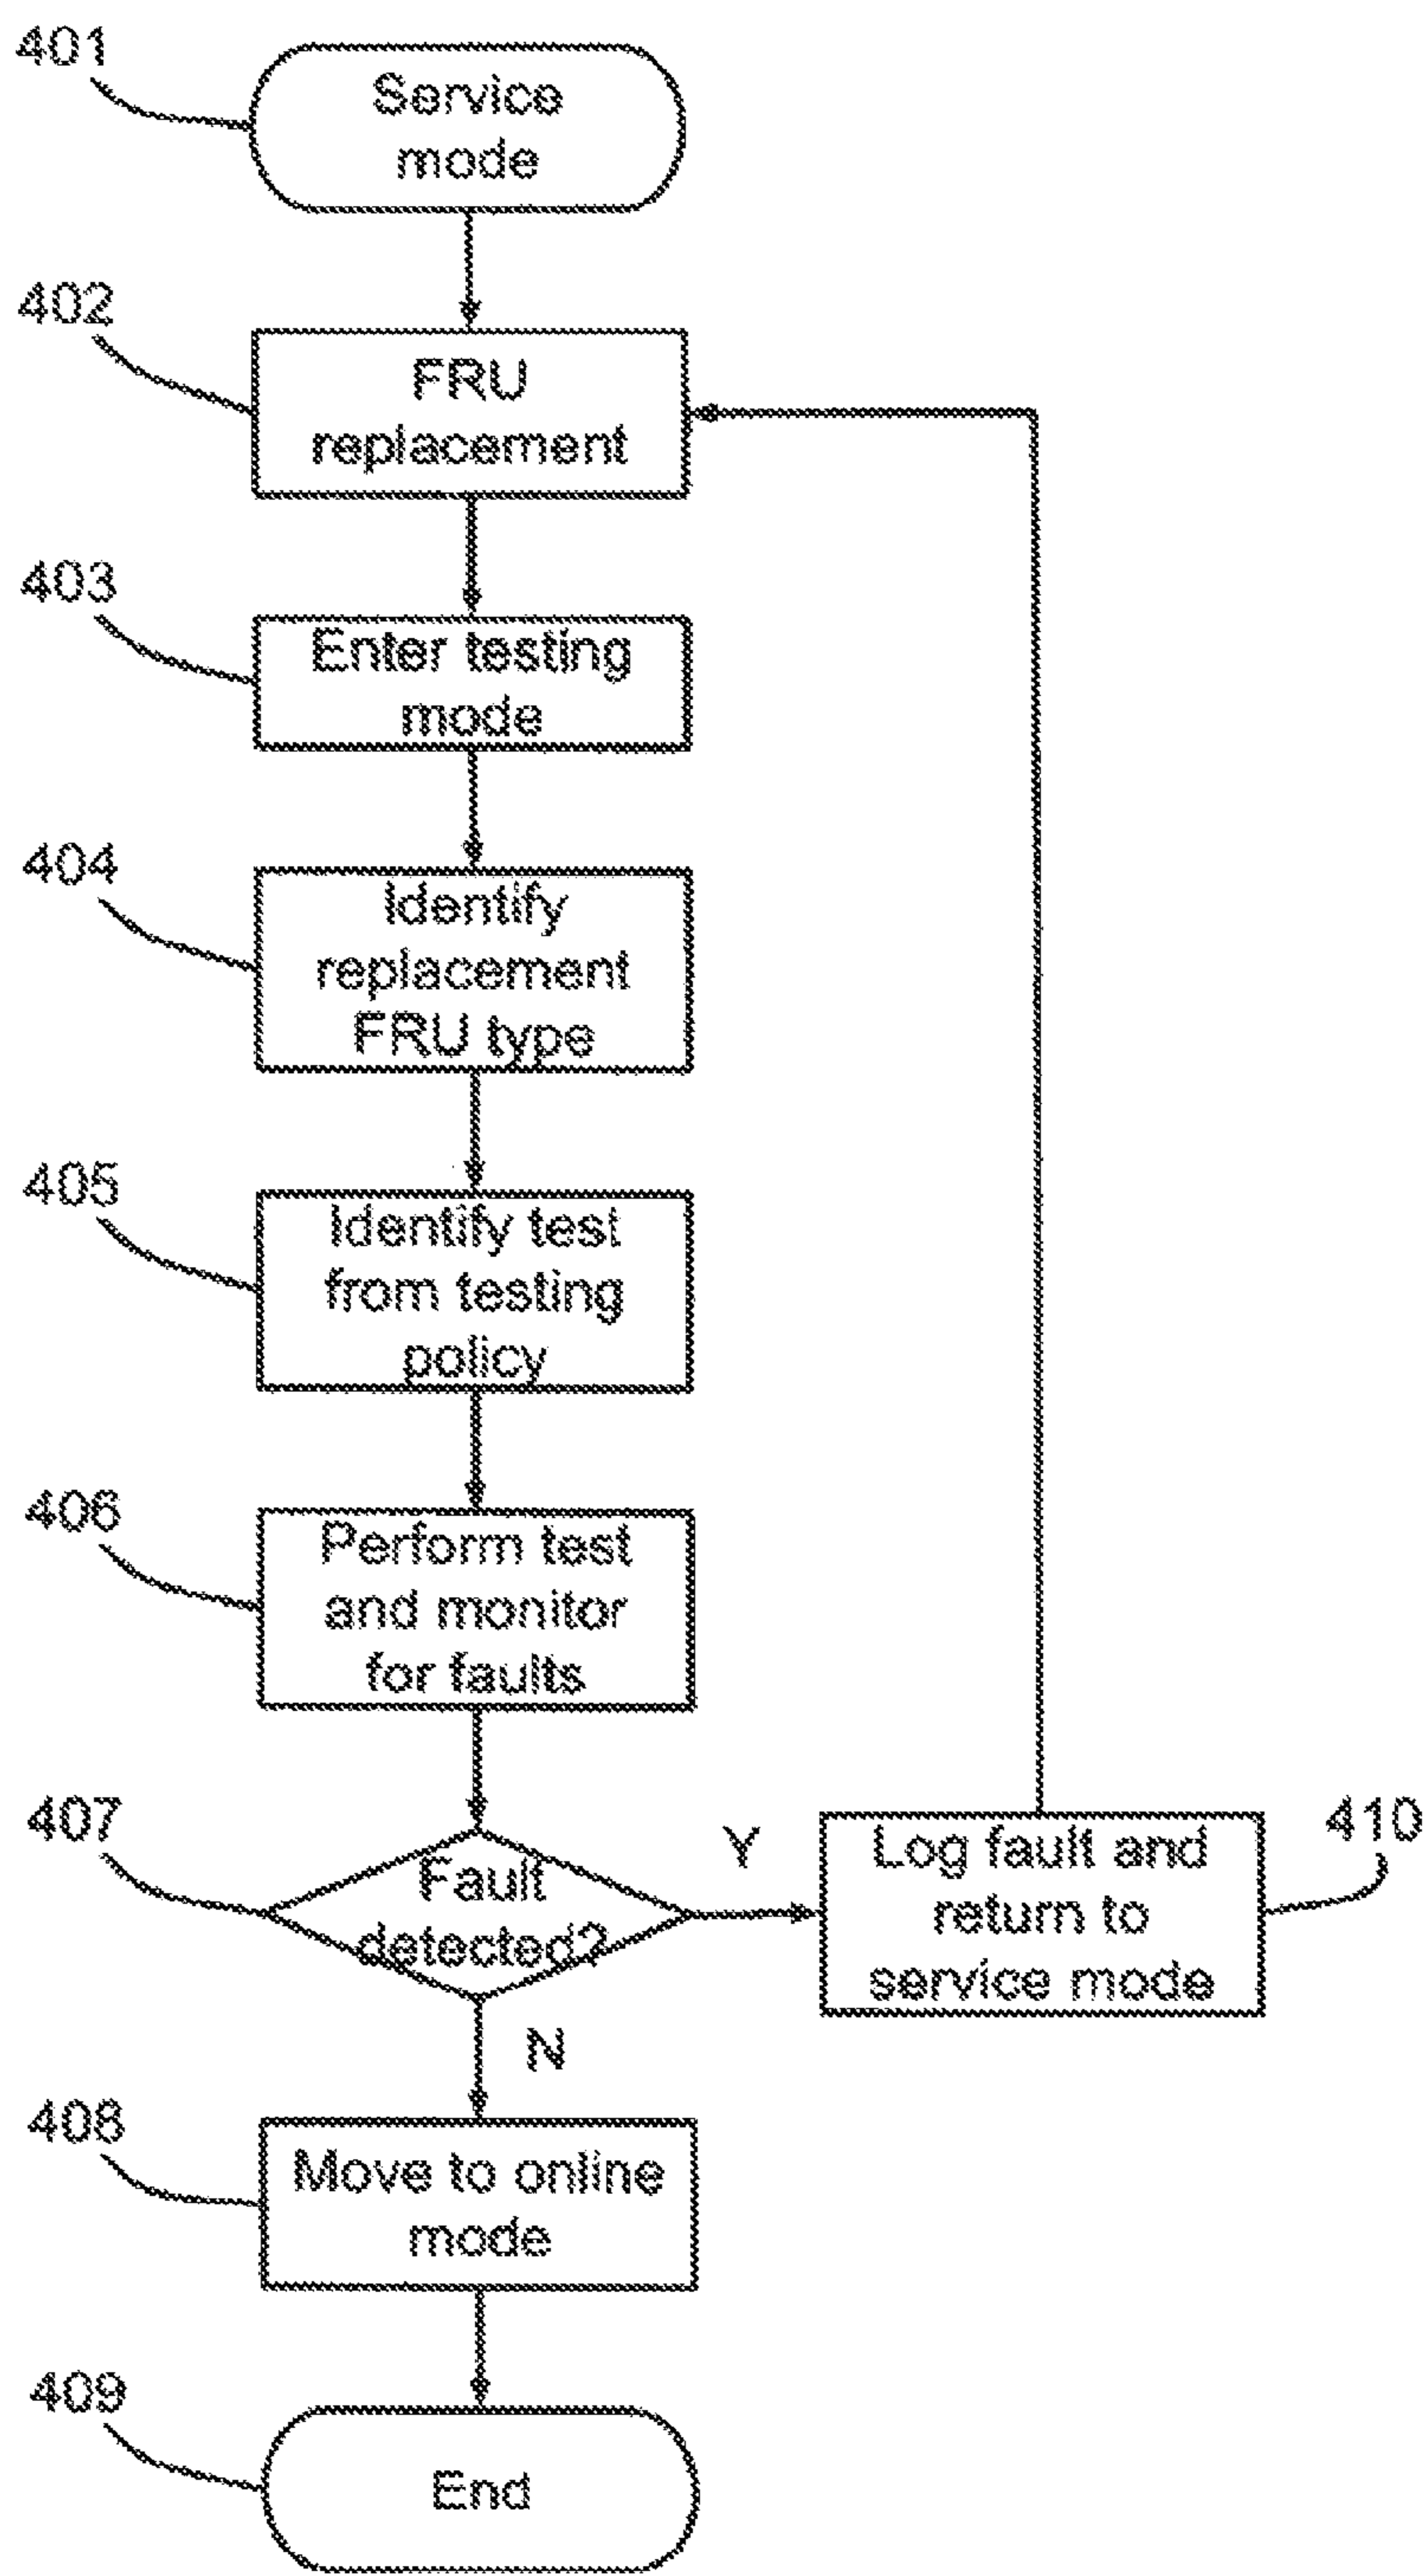 401
Service
mode
402
FRU
replacement
403
Enter testing
mode
404
Identify
replacement
FRU type
405
Identify test
from testing
policy
406
Perform test
and monitor
for faults
407
Fault
detected?
Y
Log fault and
return to
service mode
410
N
408
Move to online
mode
409
End